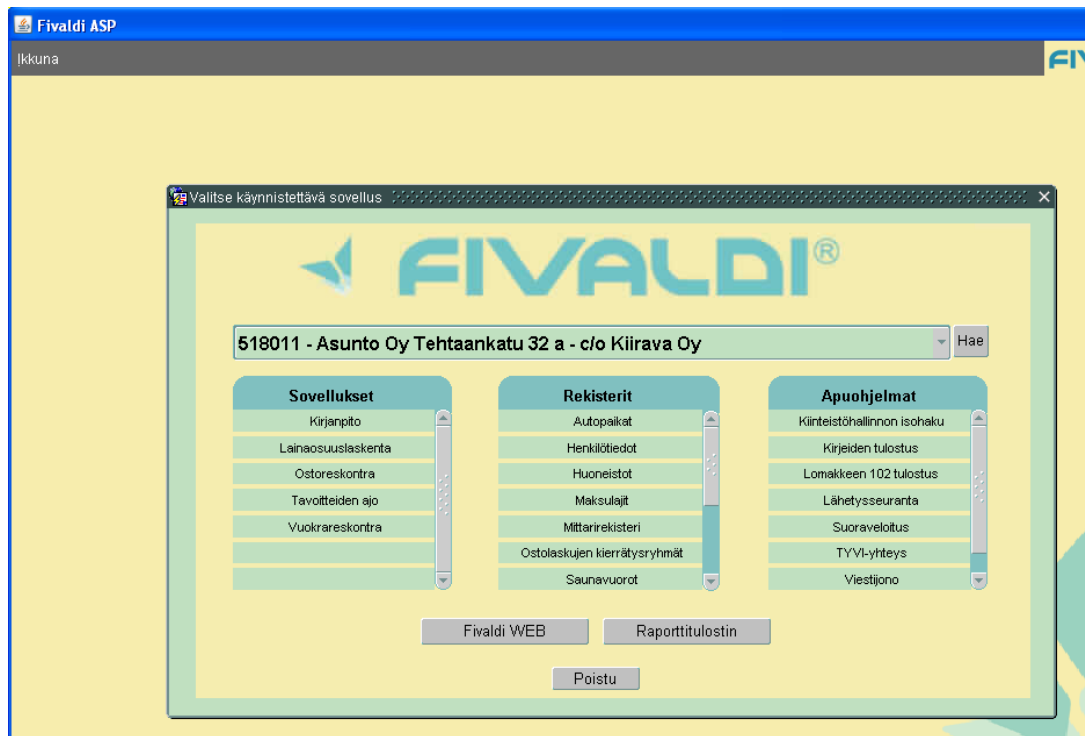 Fivaldi ASP
Ikkuna
FIV
Valitse käynnistettävä sovellus
FIVALDI®
518011 - Asunto Oy Tehtaankatu 32 a - c/o Kiirava Oy
Hae
Sovellukset
Kirjanpito
Lainaosuuslaskenta
Ostoreskontra
Tavoitteiden ajo
Vuokrareskontra
Rekisterit
Autopaikat
Henkilötiedot
Huoneistot
Maksulajit
Mittarirekisteri
Ostolaskujen kierrätysryhmät
Saunavuorot
Apuohjelmat
Kiinteistöhallinnon isohaku
Kirjeiden tulostus
Lomakkeen 102 tulostus
Lähetysseuranta
Suoraveloitus
TYVI-yhteys
Viestijono
Fivaldi WEB
Raporttitulostin
Poistu